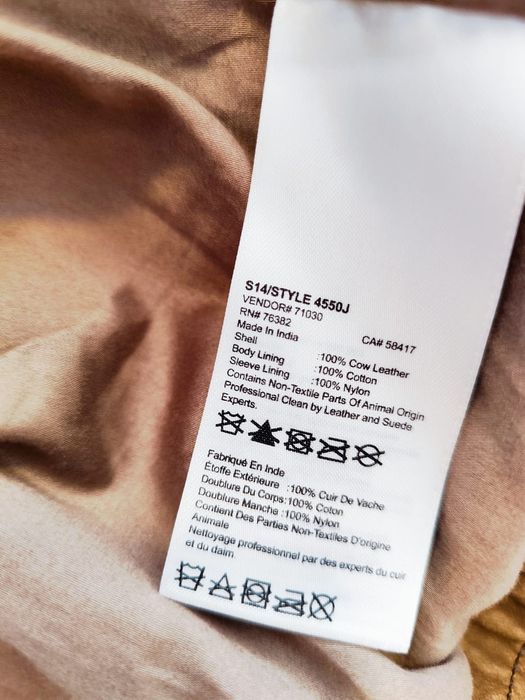 S14/STYLE 4550J
VENDOR# 71030
RN# 76382 CA# 58417
Made In India
Shell :100% Cow Leather
Body Lining :100% Cotton
Sleeve Lining :100% Nylon
Contains Non-Textile Parts Of Animal Origin
Professional Clean by Leather and Suede
Experts.
Fabriqué En Inde
Étoffe Extérieure :100% Cuir De Vache
Doublure Du Corps:100% Coton
Doublure Manche :100% Nylon
Contient Des Parties Non-Textiles D'origine
Animale
Nettoyage professionnel par des experts du cuir
et du daim.